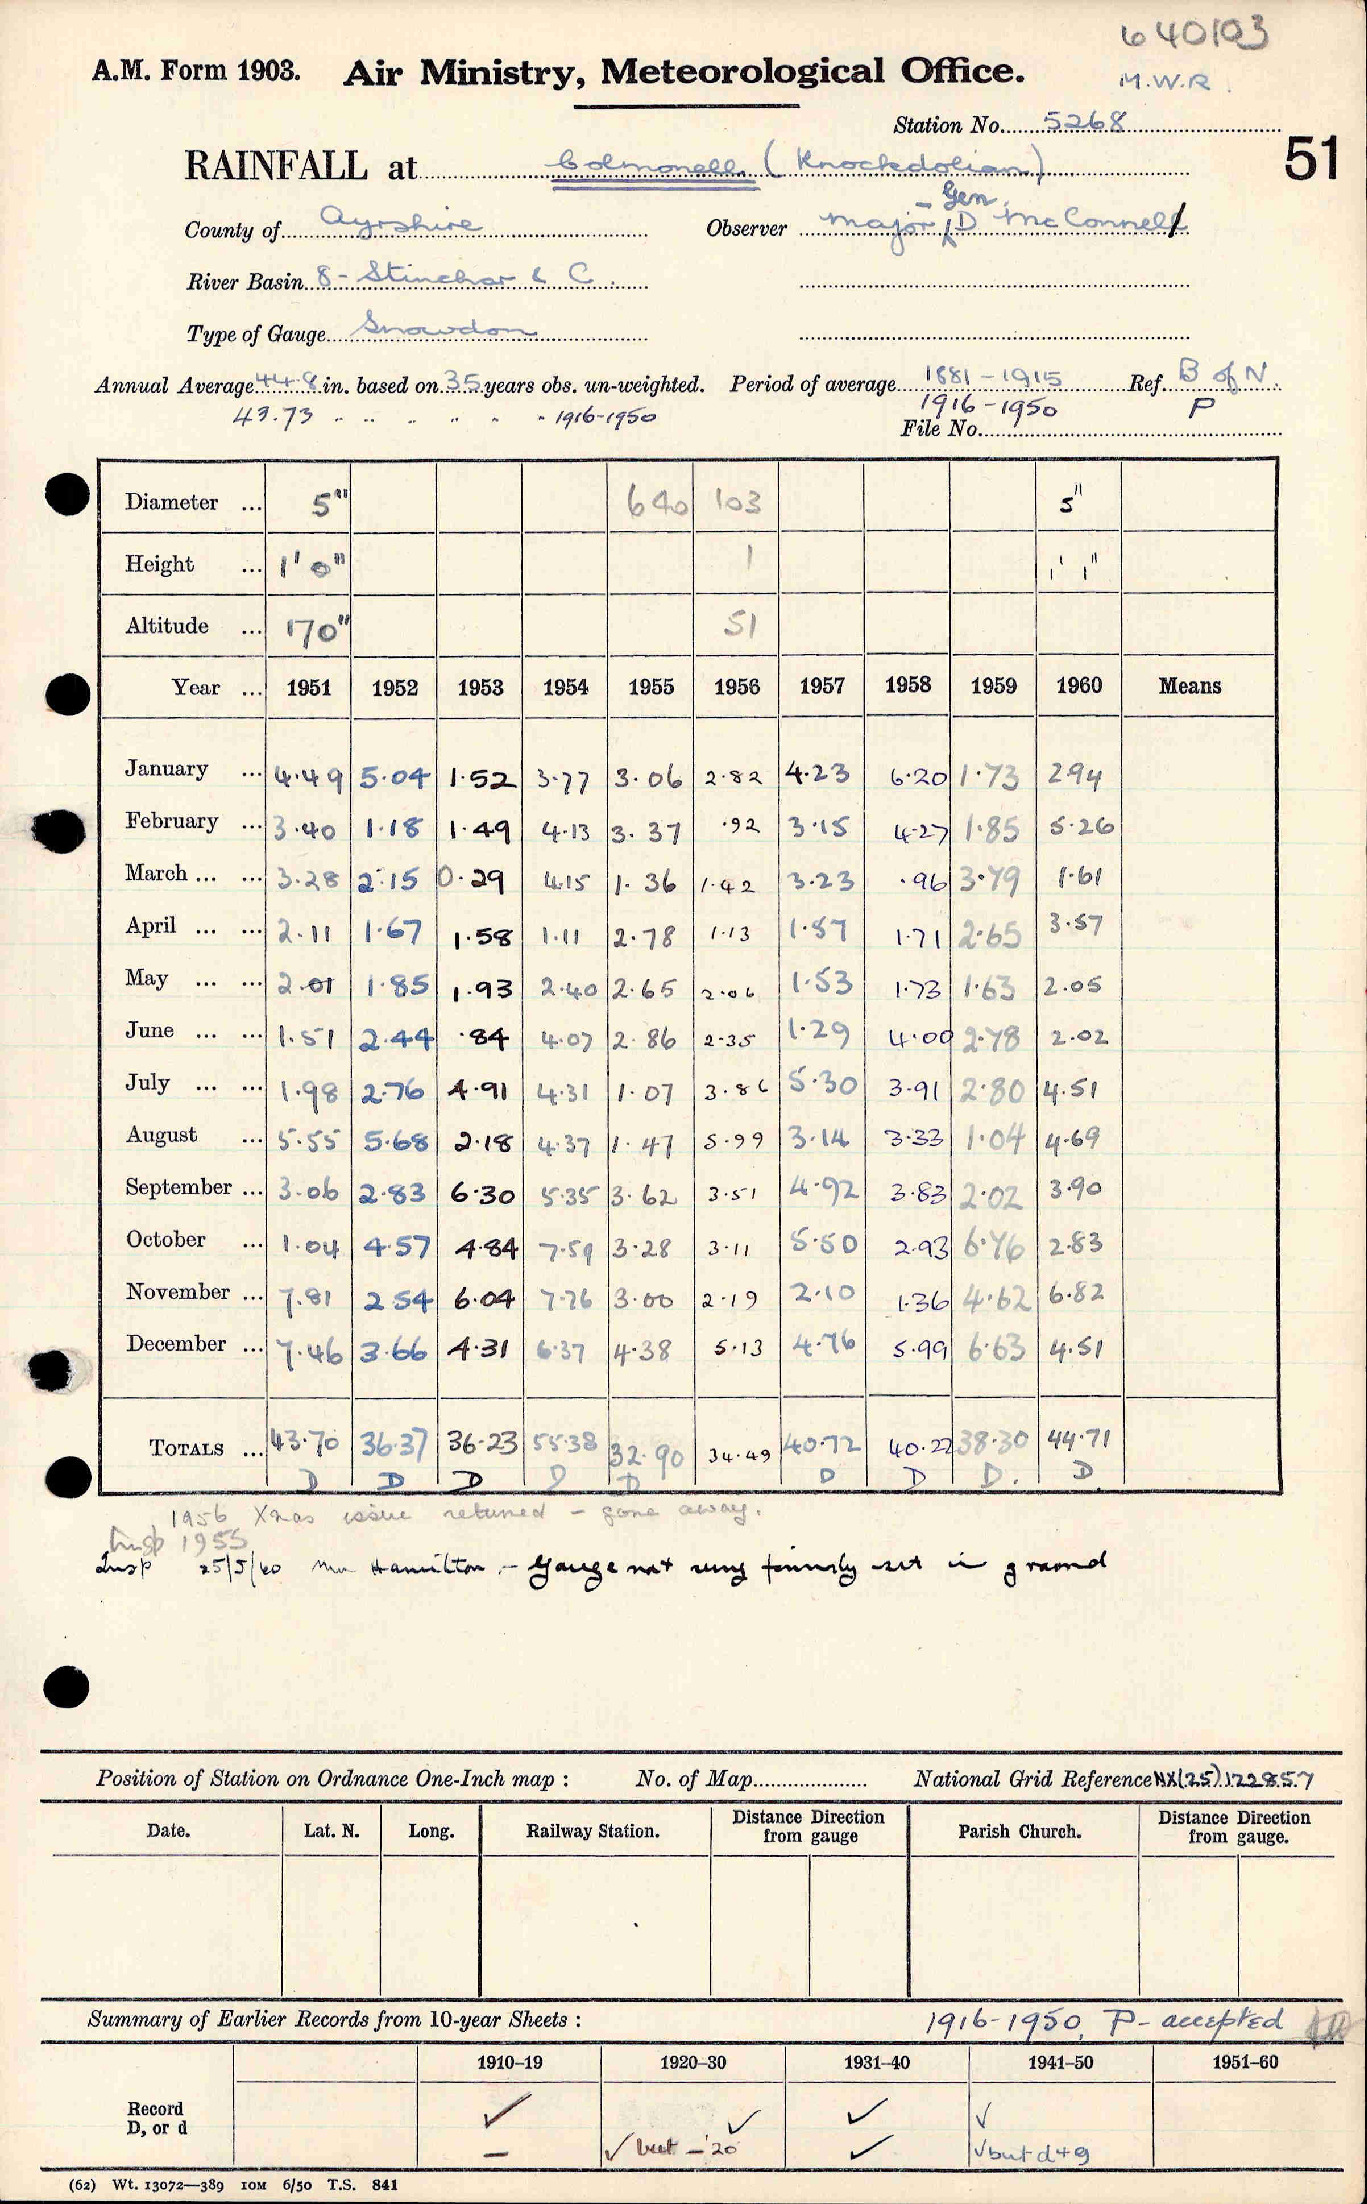 640103
A.M. Form 1903. Air Ministry, Meteorological Office.
M.W.R.
Station No. 5268
51
RAINFALL at Colmonell (Knockdolian)
- Gen.
County of Ayrshire Observer Major / D McConnell
River Basin 8 - Stinchar & C.
Type of Gauge Snowdon
Annual Average 44.8 in. based on 35 years obs. un-weighted. Period of average 1881-1915 Ref. B of N.
43.73 " " " " " " 1916-1950 1916-1950 P
File No.
Diameter ... 5" 640 103 5"
Height ... 1' 0" 1 1' 1"
Altitude ... 170" 51
Year ... 1951 1952 1953 1954 1955 1956 1957 1958 1959 1960 Means
January ... 4.49 5.04 1.52 3.77 3.06 2.82 4.23 6.20 1.73 2.94
February ... 3.40 1.18 1.49 4.13 3.37 .92 3.15 4.27 1.85 5.26
March ... ... 3.28 2.15 0.29 4.15 1.36 1.42 3.23 .96 3.79 1.61
April ... ... 2.11 1.67 1.58 1.11 2.78 1.13 1.57 1.71 2.65 3.57
May ... ... 2.01 1.85 1.93 2.40 2.65 2.06 1.53 1.73 1.63 2.05
June ... ... 1.51 2.44 .84 4.07 2.86 2.35 1.29 4.00 2.78 2.02
July ... ... 1.98 2.76 4.91 4.31 1.07 3.86 5.30 3.91 2.80 4.51
August ... 5.55 5.68 2.18 4.37 1.47 5.99 3.14 3.33 1.04 4.69
September ... 3.06 2.83 6.30 5.35 3.62 3.51 4.92 3.83 2.02 3.90
October ... 1.04 4.57 4.84 7.59 3.28 3.11 5.50 2.93 6.76 2.83
November ... 7.81 2.54 6.04 7.76 3.00 2.19 2.10 1.36 4.62 6.82
December ... 7.46 3.66 4.31 6.37 4.38 5.13 4.76 5.99 6.63 4.51
TOTALS ... 43.70 36.37 36.23 55.38 32.90 34.49 40.72 40.22 38.30 44.71
D D D D D D D D. D
1956 Xmas issue returned - gone away.
Insp 1955
Insp 25/5/60 Mr Hamilton - Gauge not very firmly set in ground
Position of Station on Ordnance One-Inch map : No. of Map National Grid Reference NX(25)122857
Date. Lat. N. Long. Railway Station. Distance Direction from gauge Parish Church. Distance Direction from gauge.
Summary of Earlier Records from 10-year Sheets : 1916-1950, P - accepted
1910-19 1920-30 1931-40 1941-50 1951-60
Record ✓ ✓ ✓ ✓
D, or d - ✓ but - '20 ✓ ✓ but d 49
(62) Wt. 13072—389 10M 6/50 T.S. 841